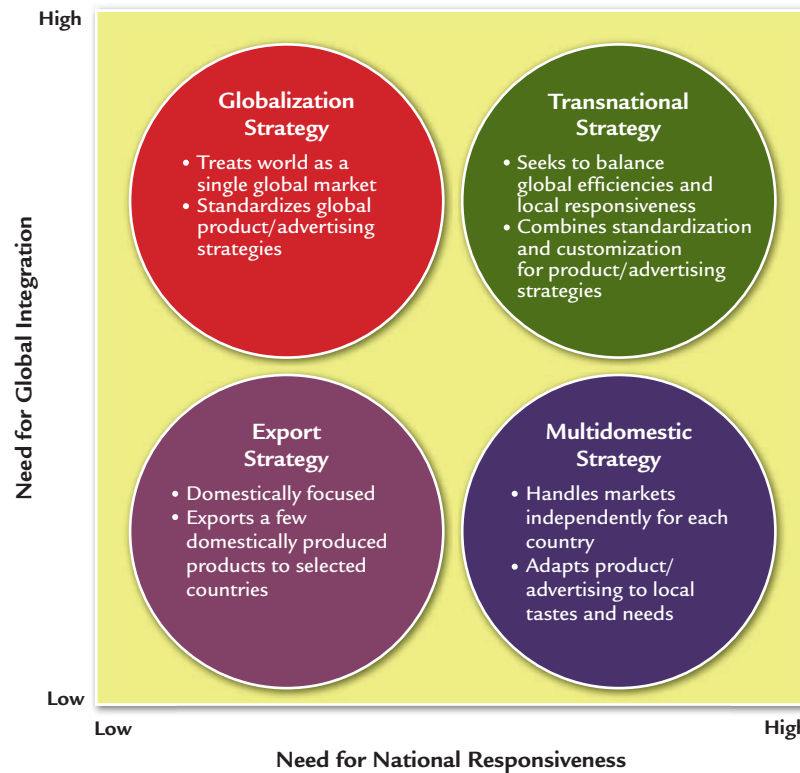 High
Globalization
Strategy
• Treats world as a
single global market
• Standardizes global
product/advertising
strategies
Transnational
Strategy
• Seeks to balance
global efficiencies and
local responsiveness
• Combines standardization
and customization
for product/advertising
strategies
Need for Global Integration
Export
Strategy
• Domestically focused
• Exports a few
domestically produced
products to selected
countries
Multidomestic
Strategy
• Handles markets
independently for each
country
• Adapts product/
advertising to local
tastes and needs
Low
Low
High
Need for National Responsiveness